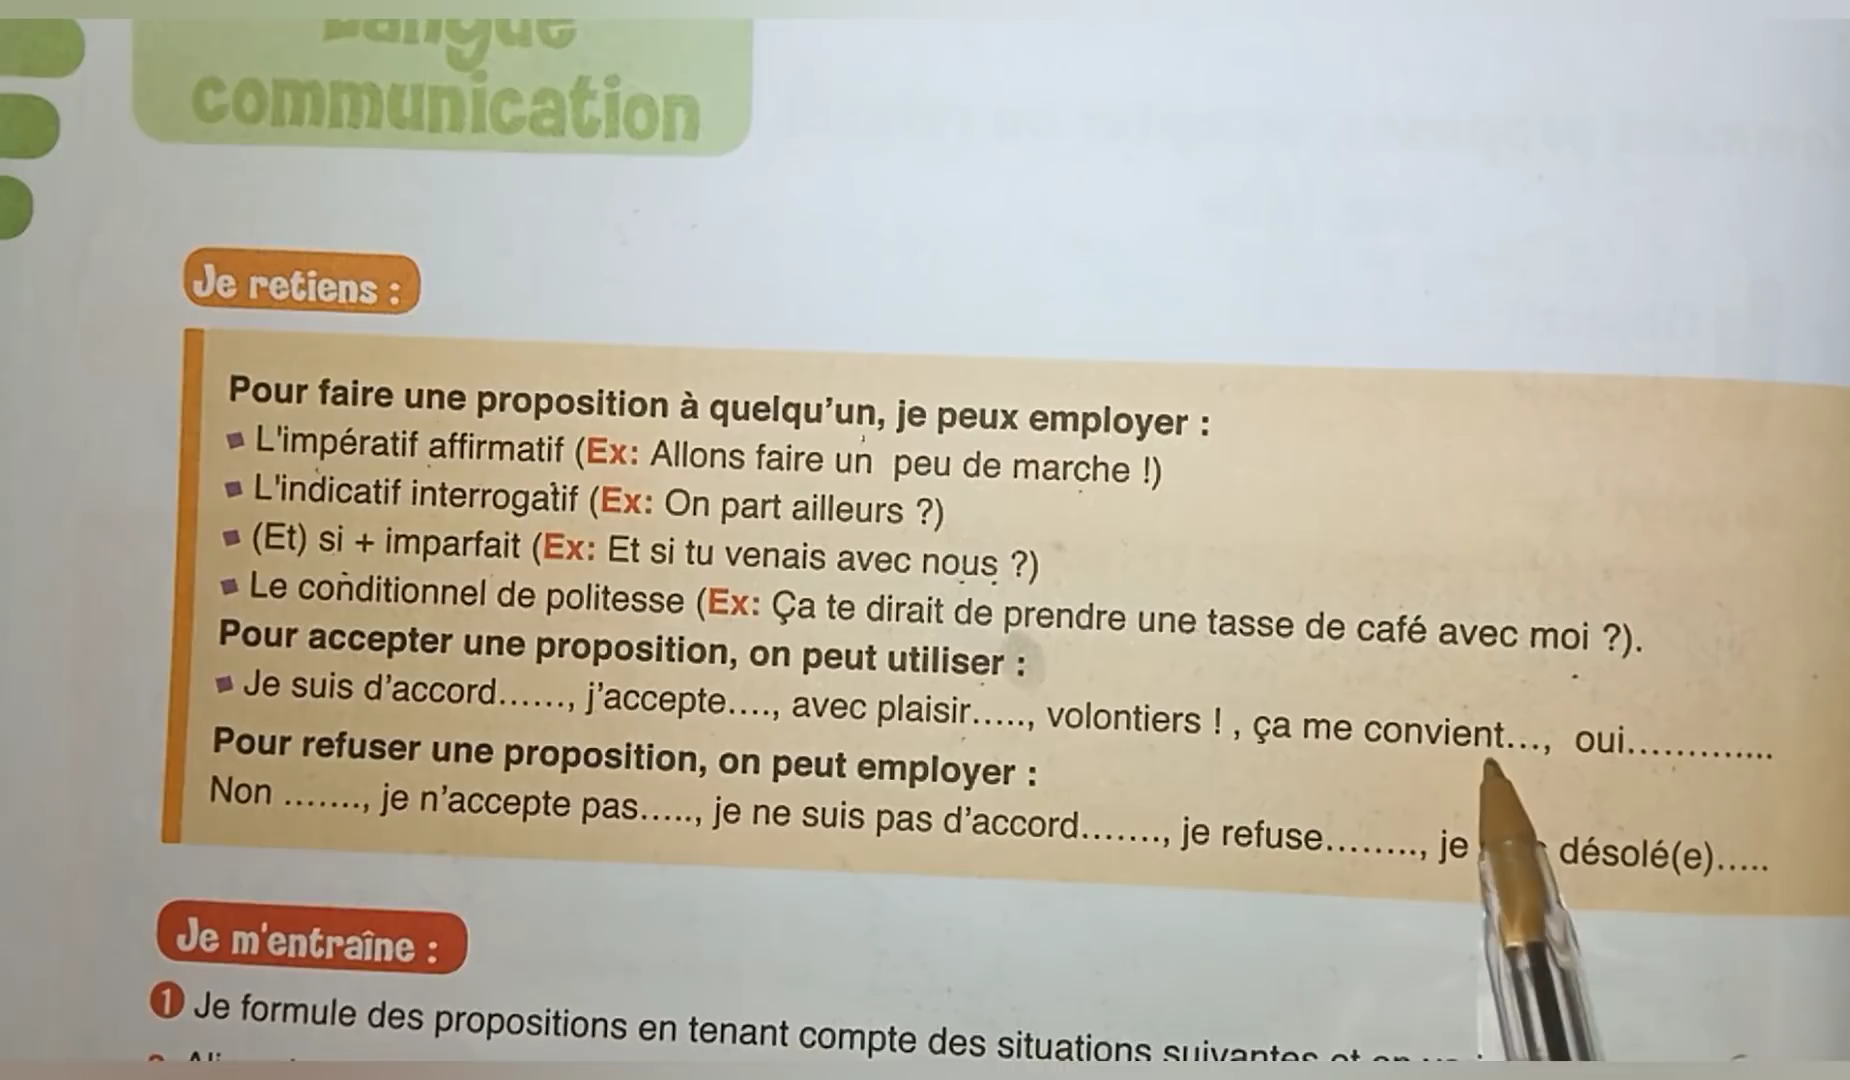 Langue
communication
Je retiens :
Pour faire une proposition à quelqu'un, je peux employer :
▪ L'impératif affirmatif (Ex: Allons faire un peu de marche !)
▪ L'indicatif interrogatif (Ex: On part ailleurs ?)
▪ (Et) si + imparfait (Ex: Et si tu venais avec nous ?)
▪ Le conditionnel de politesse (Ex: Ça te dirait de prendre une tasse de café avec moi ?).
Pour accepter une proposition, on peut utiliser :
▪ Je suis d'accord......, j'accepte...., avec plaisir....., volontiers ! , ça me convient..., oui.............
Pour refuser une proposition, on peut employer :
Non ......., je n'accepte pas....., je ne suis pas d'accord......., je refuse........, je désolé(e).....
Je m'entraîne :
1 Je formule des propositions en tenant compte des situations suivantes et